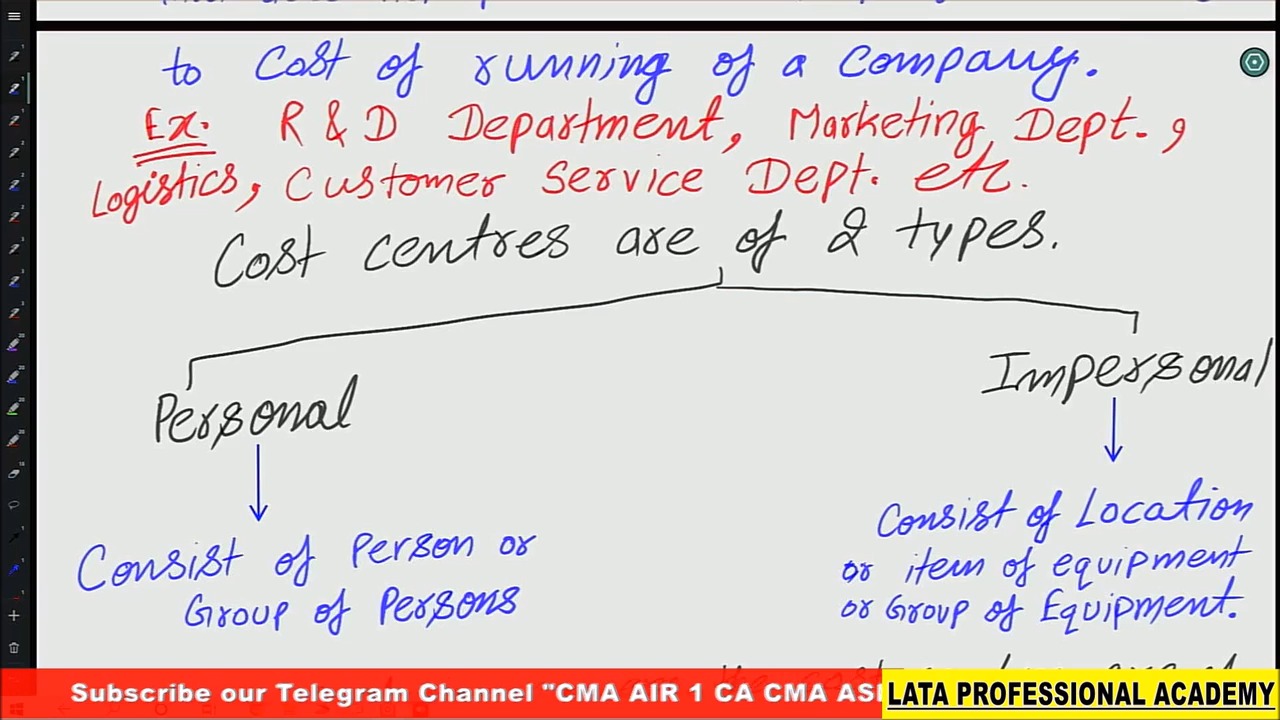 to Cost of running of a Company.
Ex. R & D Department, Marketing Dept.,
Logistics, Customer Service Dept. etc.
Cost centres are of 2 types.
Personal
Impersonal
Consist of Person or
Group of Persons
Consist of Location
or item of equipment
or Group of Equipment.
Subscribe our Telegram Channel "CMA AIR 1 CA CMA
LATA PROFESSIONAL ACADEMY